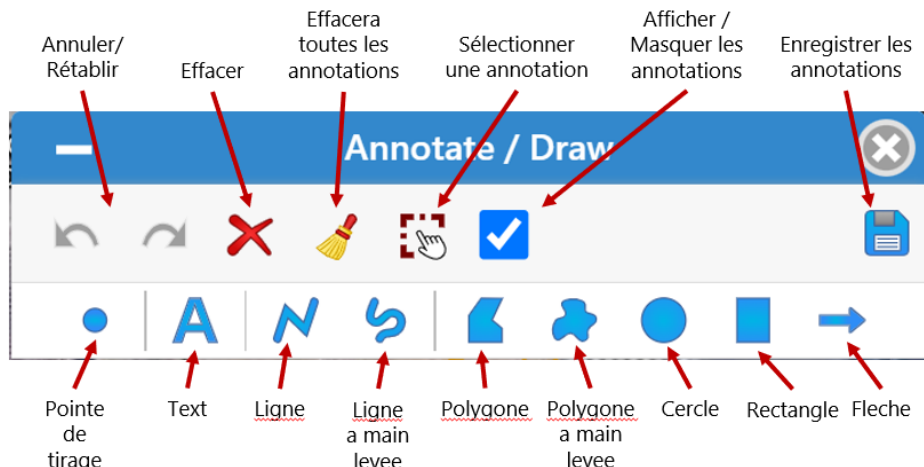 Annuler/
Rétablir
Effacer
Effacera
toutes les
annotations
Sélectionner
une annotation
Afficher /
Masquer les
annotations
Enregistrer les
annotations
Annotate / Draw
A
Pointe
de
tirage
Text
Ligne
Ligne
a main
levee
Polygone
Polygone
a main
levee
Cercle
Rectangle
Fleche